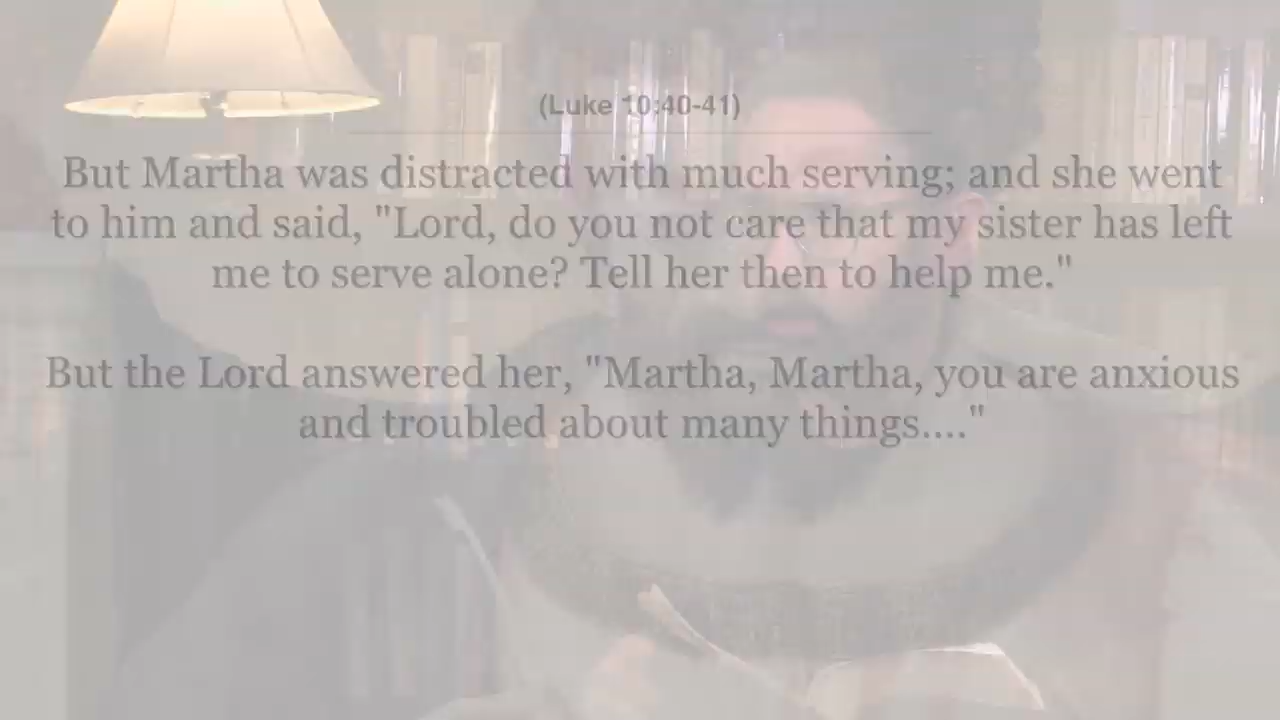 (Luke 10:40-41)
But Martha was distracted with much serving; and she went
to him and said, "Lord, do you not care that my sister has left
me to serve alone? Tell her then to help me."
But the Lord answered her, "Martha, Martha, you are anxious
and troubled about many things...."